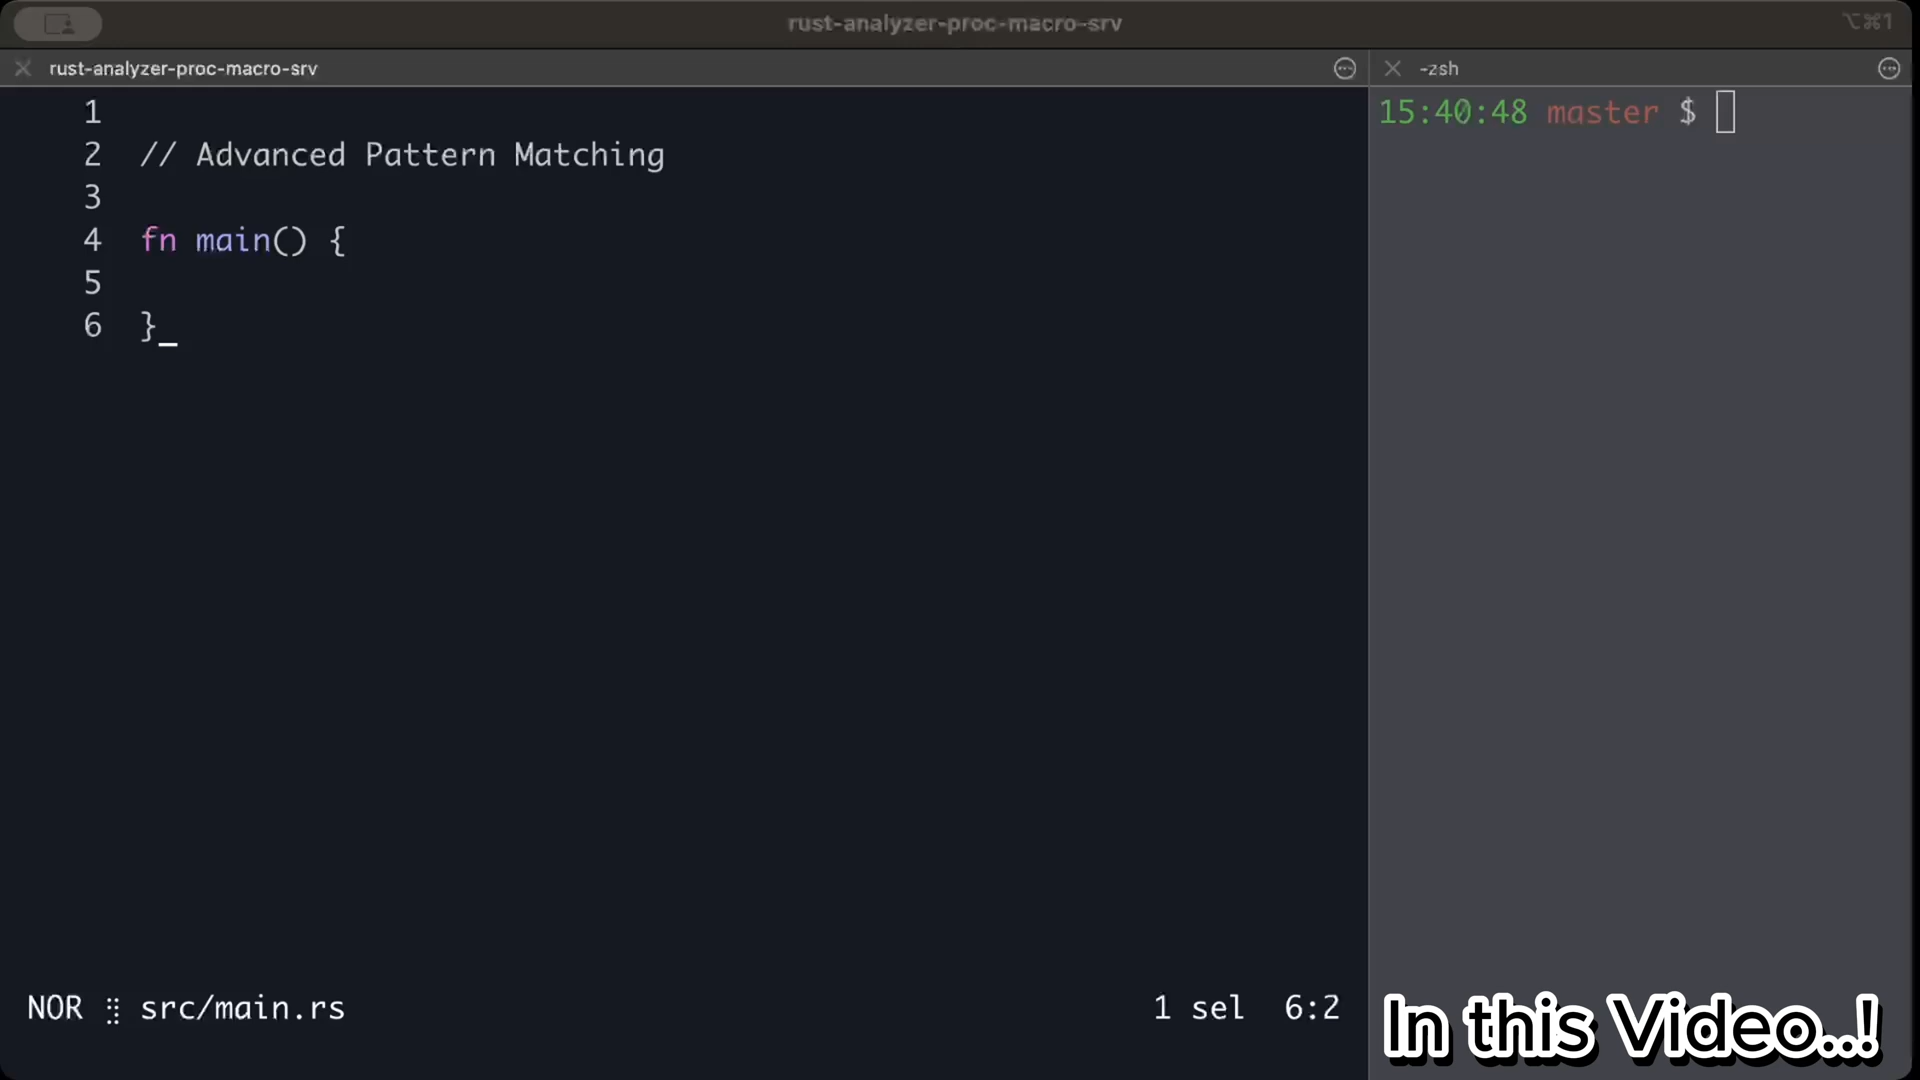 rust-analyzer-proc-macro-srv
⌥⌘1
rust-analyzer-proc-macro-srv
-zsh
1
2 // Advanced Pattern Matching
3
4 fn main() {
5
6 }_
15:40:48 master $
NOR ⣿ src/main.rs
1 sel 6:2
In this Video..!